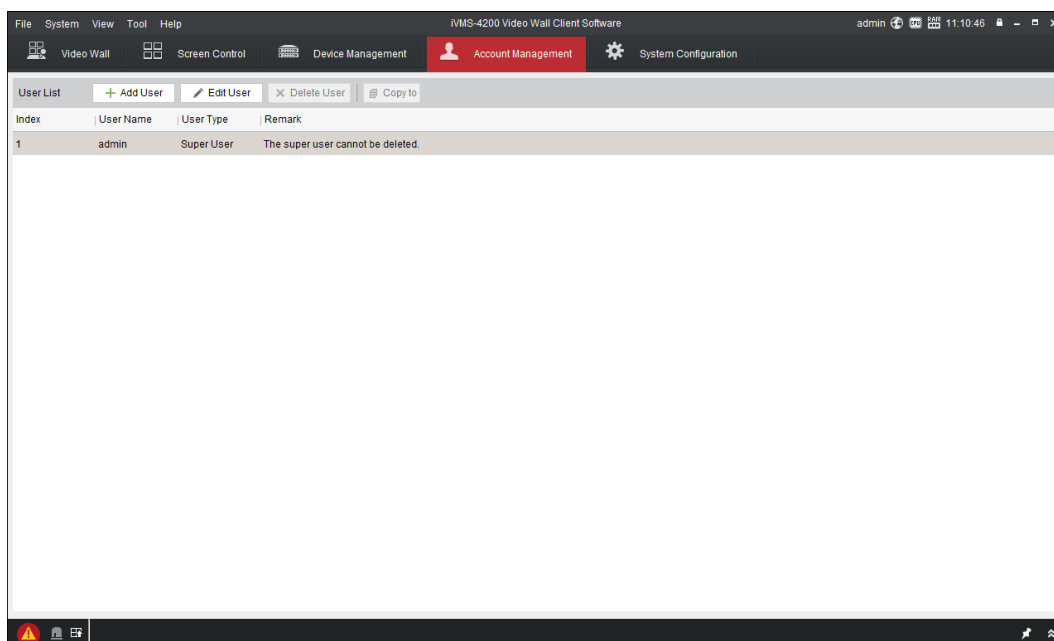 File System View Tool Help iVMS-4200 Video Wall Client Software admin CPU RAM 11:10:46
Video Wall Screen Control Device Management Account Management System Configuration
User List Add User Edit User Delete User Copy to
Index User Name User Type Remark
1 admin Super User The super user cannot be deleted.